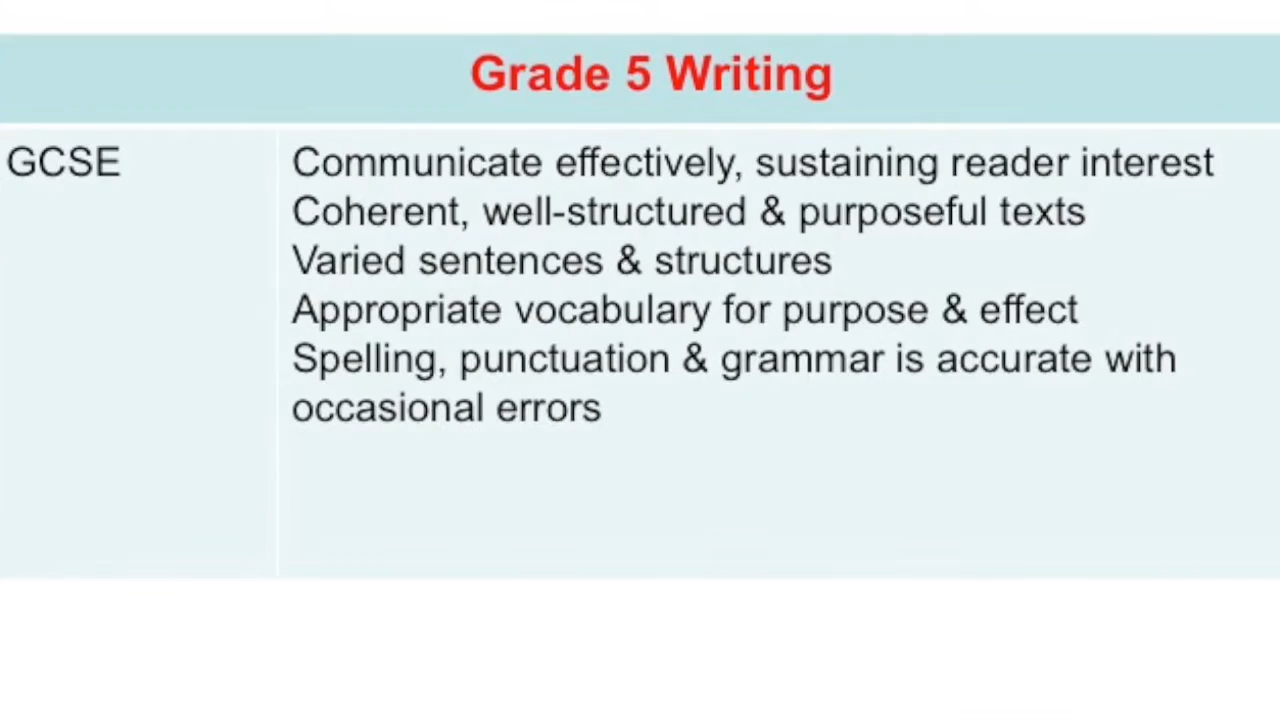 Grade 5 Writing
GCSE
Communicate effectively, sustaining reader interest
Coherent, well-structured & purposeful texts
Varied sentences & structures
Appropriate vocabulary for purpose & effect
Spelling, punctuation & grammar is accurate with
occasional errors